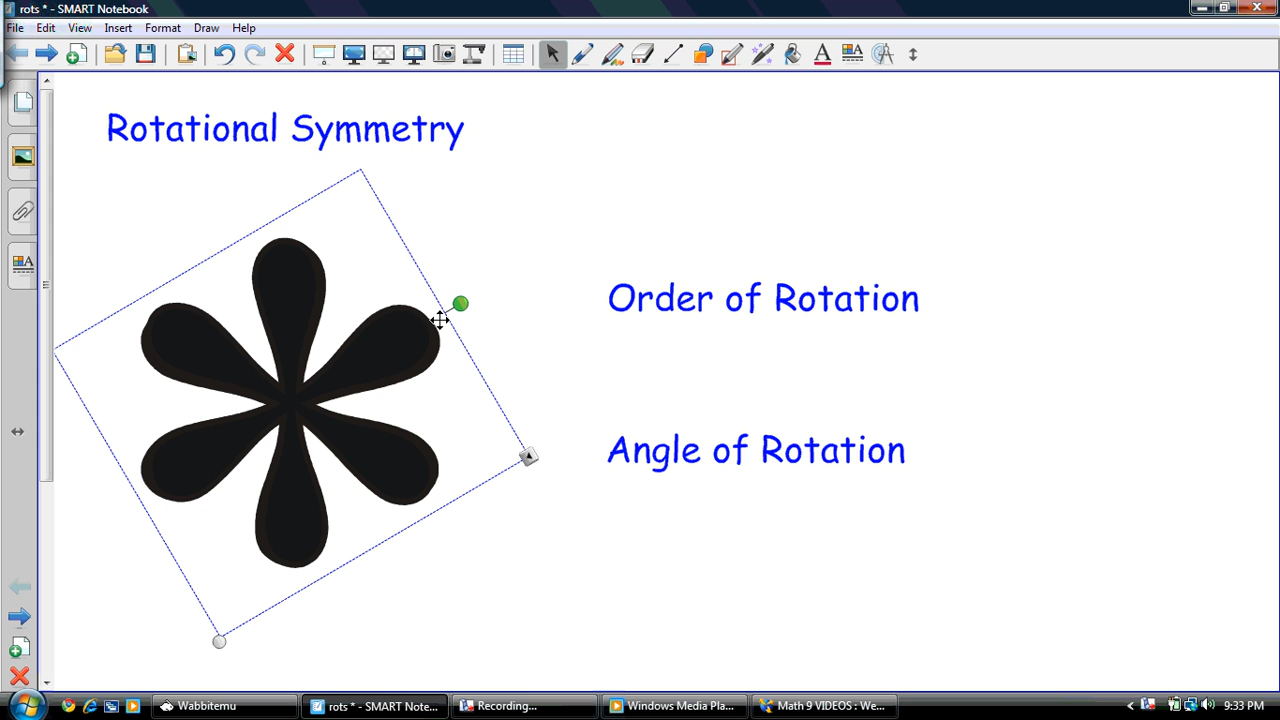 rots * - SMART Notebook
File Edit View Insert Format Draw Help
Rotational Symmetry
Order of Rotation
Angle of Rotation
Wabbitemu
rots * - SMART Note...
Recording...
Windows Media Pla...
Math 9 VIDEOS : We...
9:33 PM